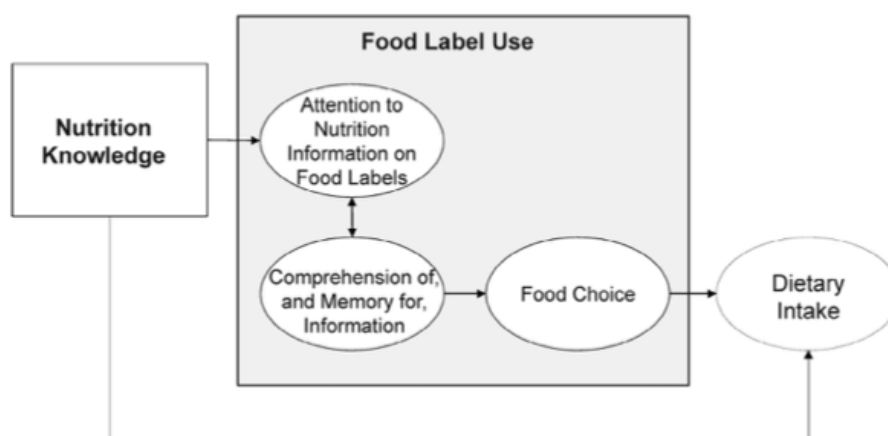 Food Label Use
Nutrition
Knowledge
Attention to
Nutrition
Information on
Food Labels
Comprehension of,
and Memory for,
Information
Food Choice
Dietary
Intake